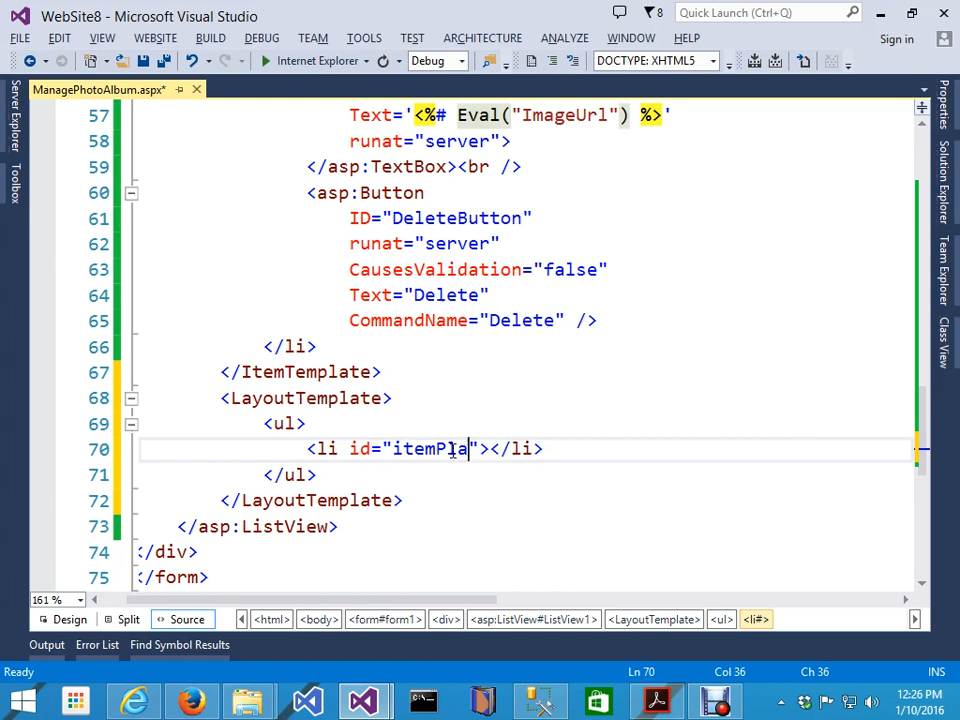 WebSite8 - Microsoft Visual Studio
8
Quick Launch (Ctrl+Q)
FILE EDIT VIEW WEBSITE BUILD DEBUG TEAM TOOLS TEST ARCHITECTURE ANALYZE WINDOW HELP
Sign in
Internet Explorer
Debug
DOCTYPE: XHTML5
ManagePhotoAlbum.aspx*
Server Explorer
Toolbox
Properties
Solution Explorer
Team Explorer
Class View
57 Text='<%# Eval("ImageUrl") %>'
58 runat="server">
59 </asp:TextBox><br />
60 <asp:Button
61 ID="DeleteButton"
62 runat="server"
63 CausesValidation="false"
64 Text="Delete"
65 CommandName="Delete" />
66 </li>
67 </ItemTemplate>
68 <LayoutTemplate>
69 <ul>
70 <li id="itemPla"></li>
71 </ul>
72 </LayoutTemplate>
73 </asp:ListView>
74 </div>
75 </form>
161 %
Design Split Source <html> <body> <form#form1> <div> <asp:ListView#ListView1> <LayoutTemplate> <ul> <li#>
Output Error List Find Symbol Results
Ready Ln 70 Col 36 Ch 36 INS
12:26 PM
1/10/2016